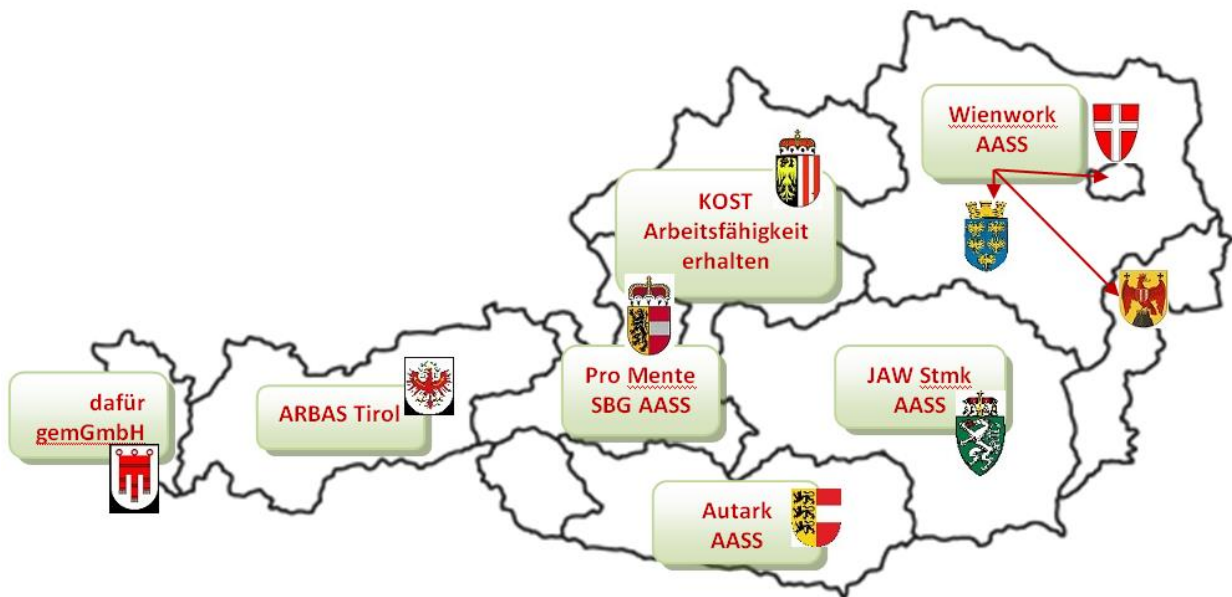 Wienwork
AASS
KOST
Arbeitsfähigkeit
erhalten
dafür
gemGmbH
ARBAS Tirol
Pro Mente
SBG AASS
JAW Stmk
AASS
Autark
AASS